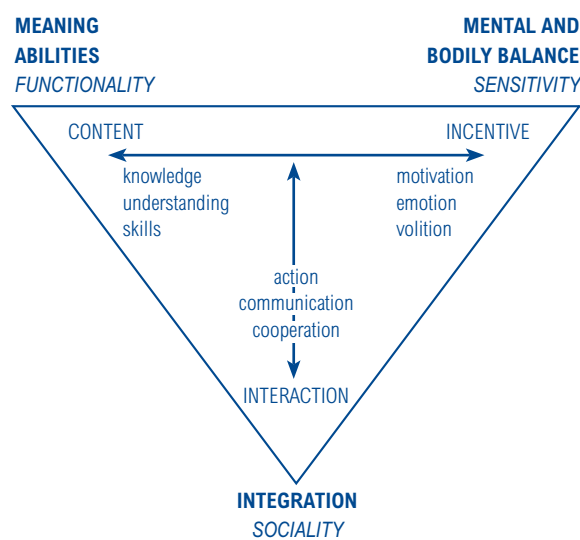 MEANING
ABILITIES
FUNCTIONALITY
MENTAL AND
BODILY BALANCE
SENSITIVITY
CONTENT
INCENTIVE
knowledge
understanding
skills
motivation
emotion
volition
action
communication
cooperation
INTERACTION
INTEGRATION
SOCIALITY